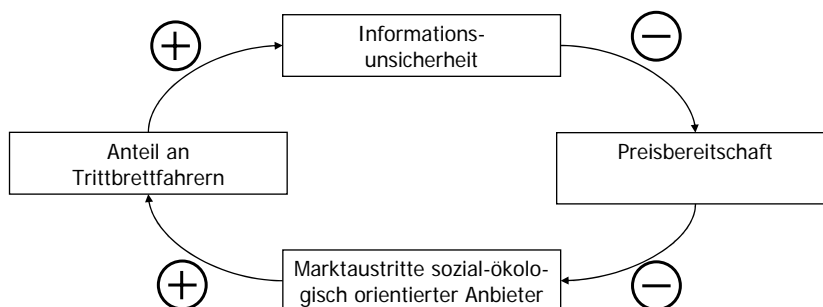 Informations-
unsicherheit
Anteil an
Trittbrettfahrern
Preisbereitschaft
Marktaustritte sozial-ökolo-
gisch orientierter Anbieter